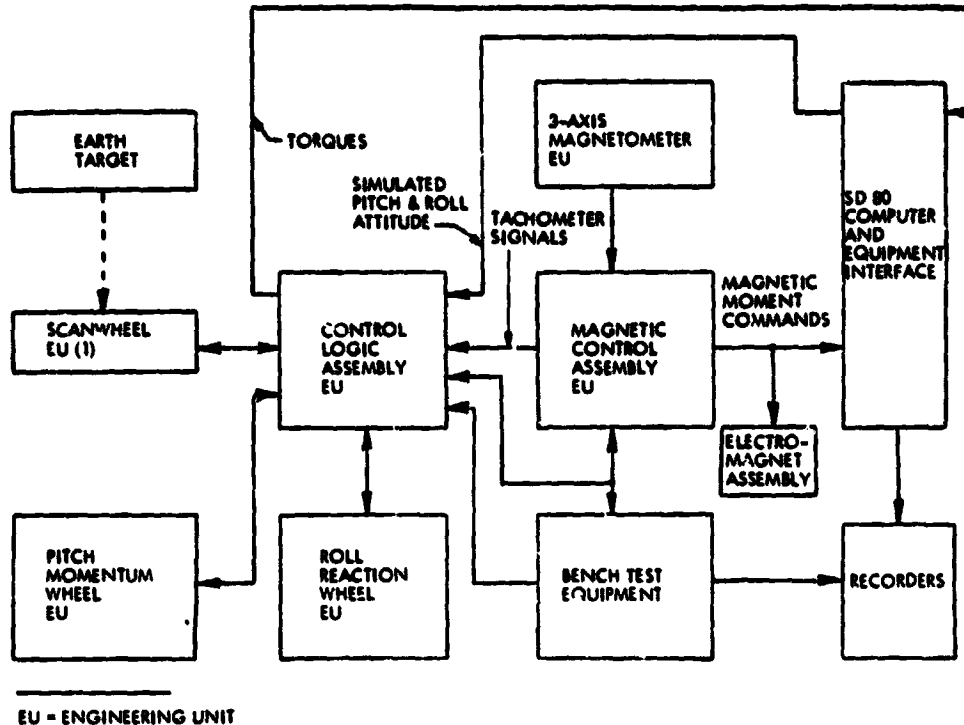 TORQUES
EARTH
TARGET
3-AXIS
MAGNETOMETER
EU
SIMULATED
PITCH & ROLL
ATTITUDE
TACHOMETER
SIGNALS
SD 80
COMPUTER
AND
EQUIPMENT
INTERFACE
SCANWHEEL
EU (1)
CONTROL
LOGIC
ASSEMBLY
EU
MAGNETIC
CONTROL
ASSEMBLY
EU
MAGNETIC
MOMENT
COMMANDS
ELECTRO-
MAGNET
ASSEMBLY
PITCH
MOMENTUM
WHEEL
EU
ROLL
REACTION
WHEEL
EU
BENCH TEST
EQUIPMENT
RECORDERS
EU = ENGINEERING UNIT